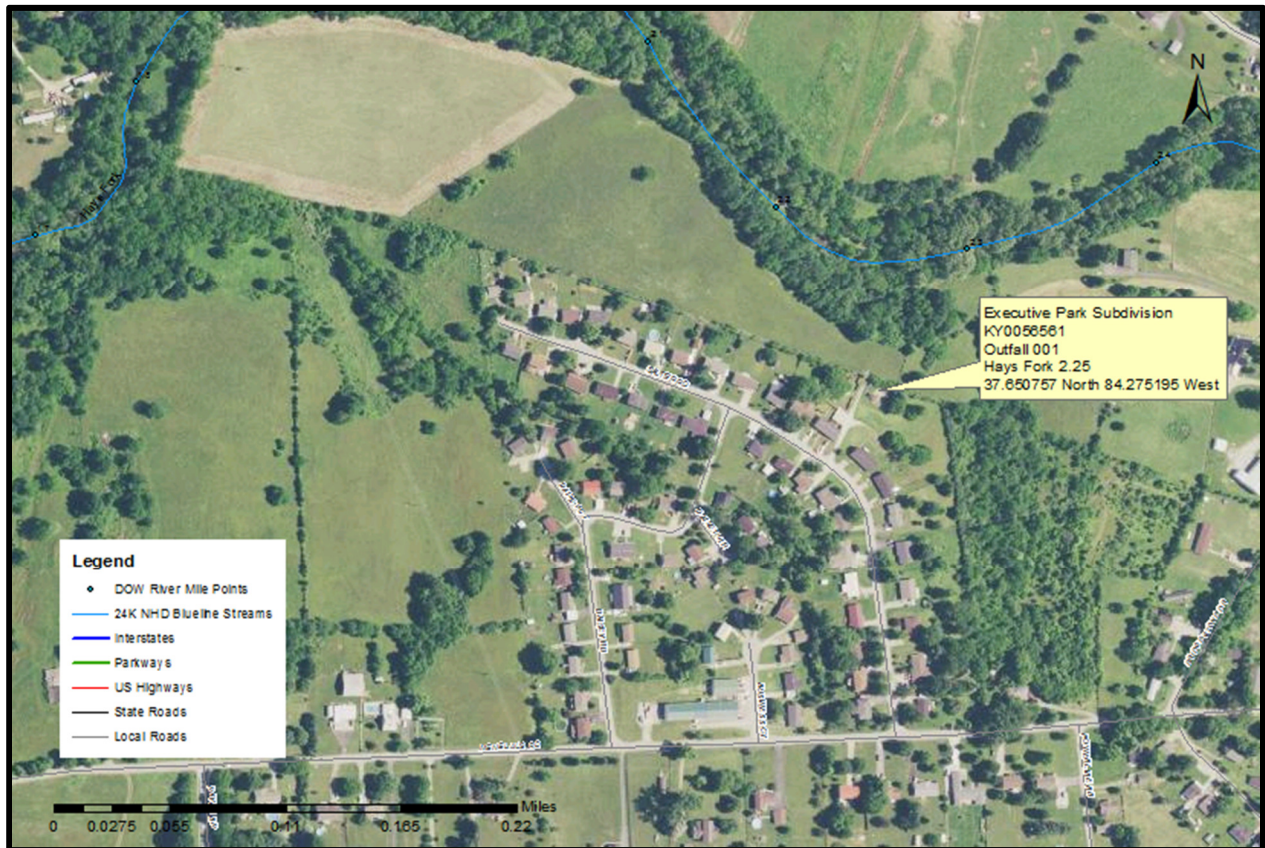 N
Hays Fork
Executive Park Subdivision
KY0056561
Outfall 001
Hays Fork 2.25
37.650757 North 84.275195 West
Legend
DOW River Mile Points
24K NHD Blueline Streams
Interstates
Parkways
US Highways
State Roads
Local Roads
Miles
0 0.0275 0.055 0.11 0.165 0.22